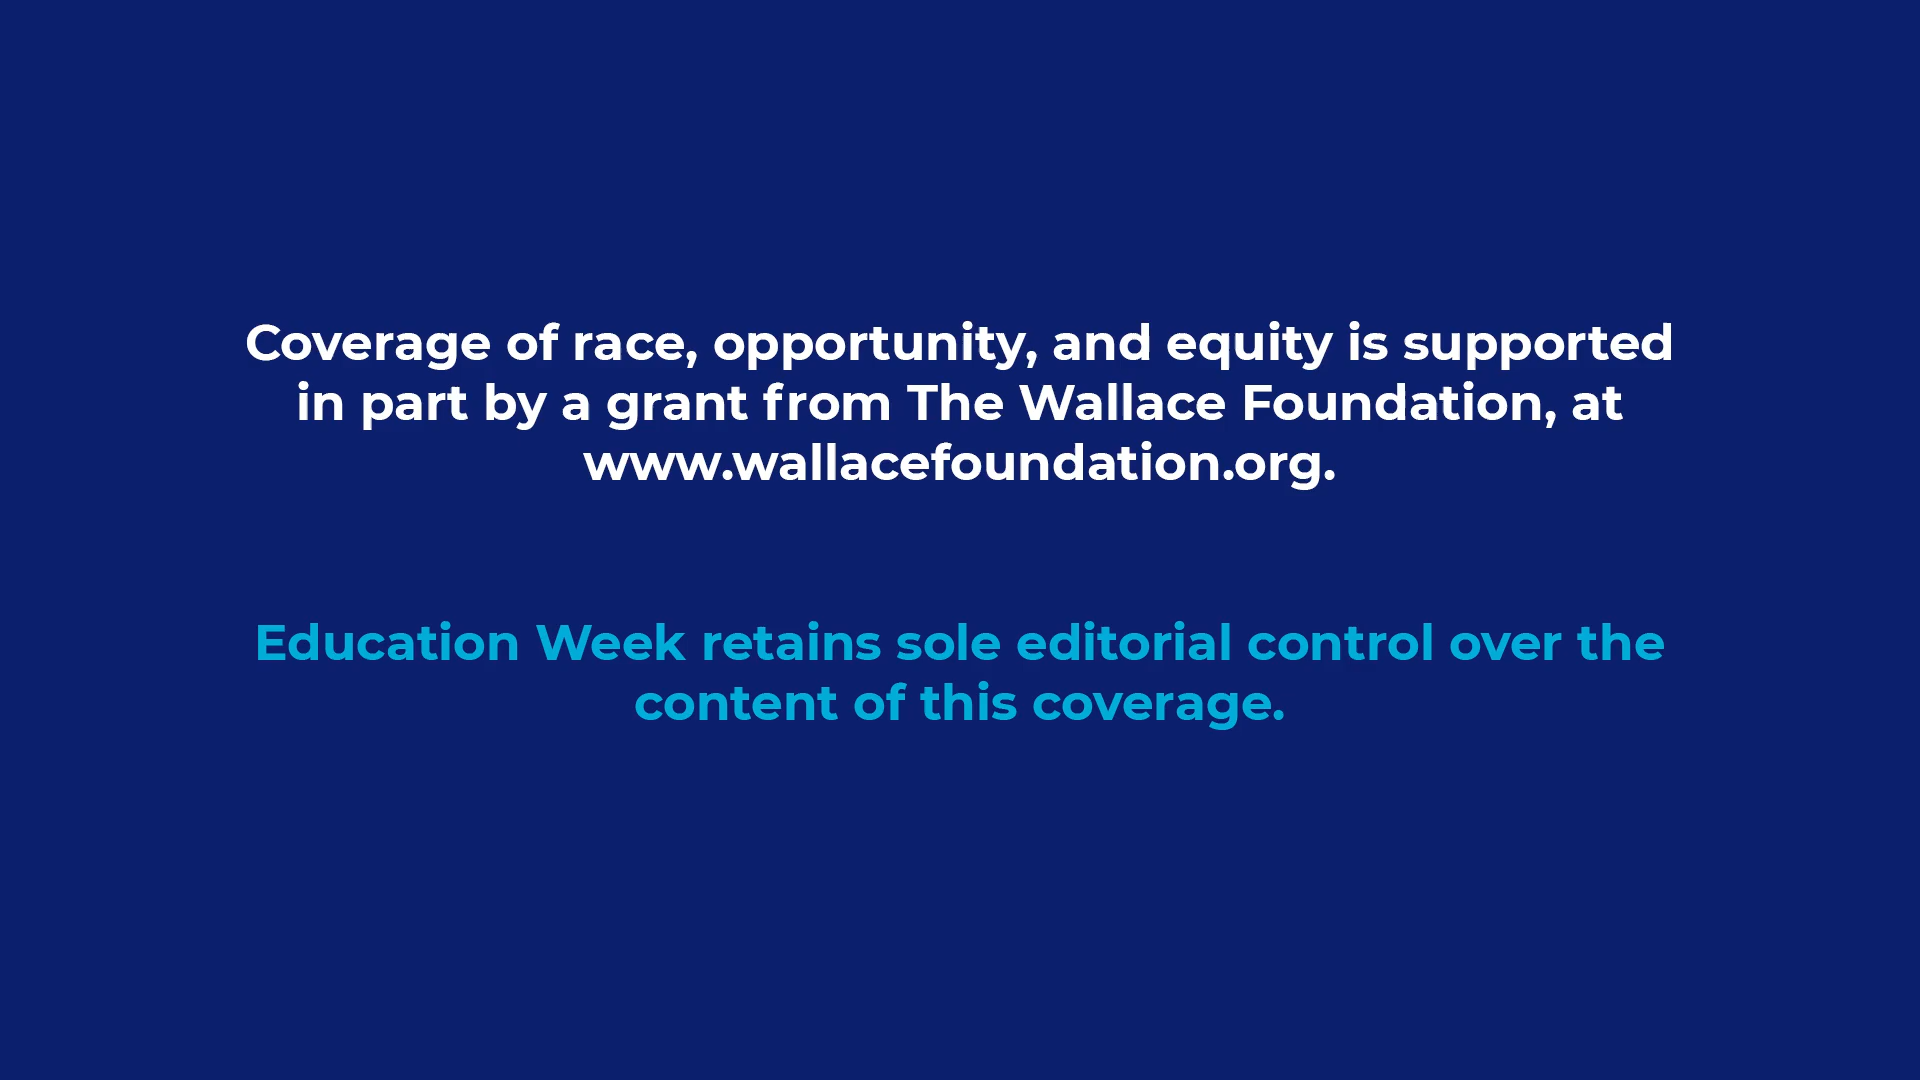 Coverage of race, opportunity, and equity is supported
in part by a grant from The Wallace Foundation, at
www.wallacefoundation.org.
Education Week retains sole editorial control over the
content of this coverage.